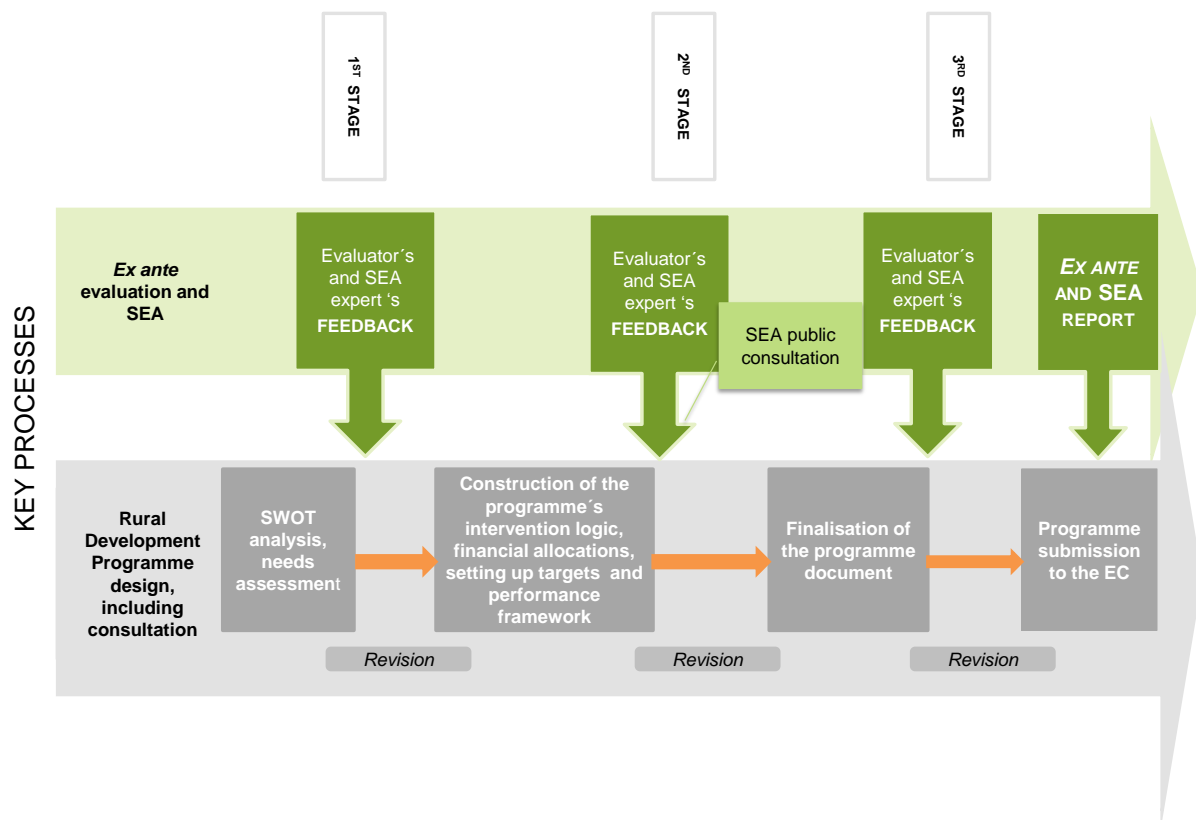 1ST STAGE
2ND STAGE
3RD STAGE
KEY PROCESSES
Ex ante
evaluation and
SEA
Evaluator´s
and SEA
expert ‘s
FEEDBACK
Evaluator´s
and SEA
expert ‘s
FEEDBACK
SEA public
consultation
Evaluator´s
and SEA
expert ‘s
FEEDBACK
EX ANTE
AND SEA
REPORT
Rural
Development
Programme
design,
including
consultation
SWOT
analysis,
needs
assessment
Construction of the
programme´s
intervention logic,
financial allocations,
setting up targets and
performance
framework
Finalisation of
the programme
document
Programme
submission
to the EC
Revision
Revision
Revision